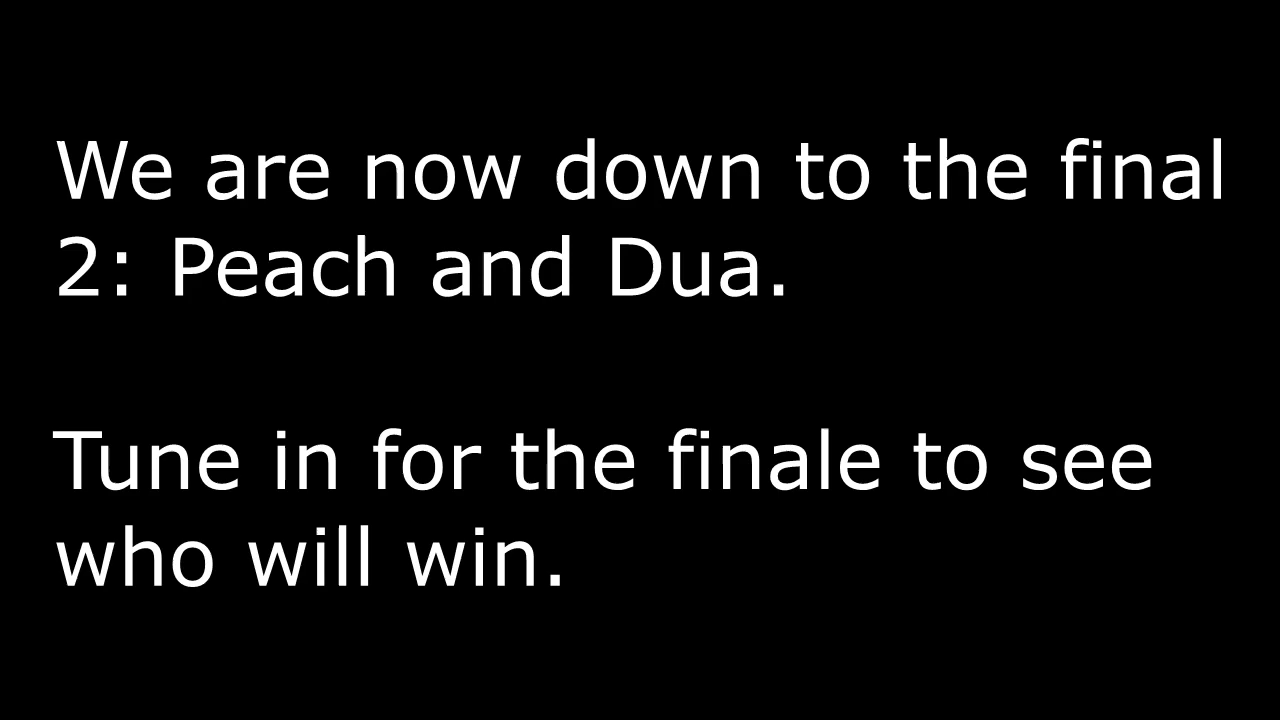 We are now down to the final
2: Peach and Dua.
Tune in for the finale to see
who will win.